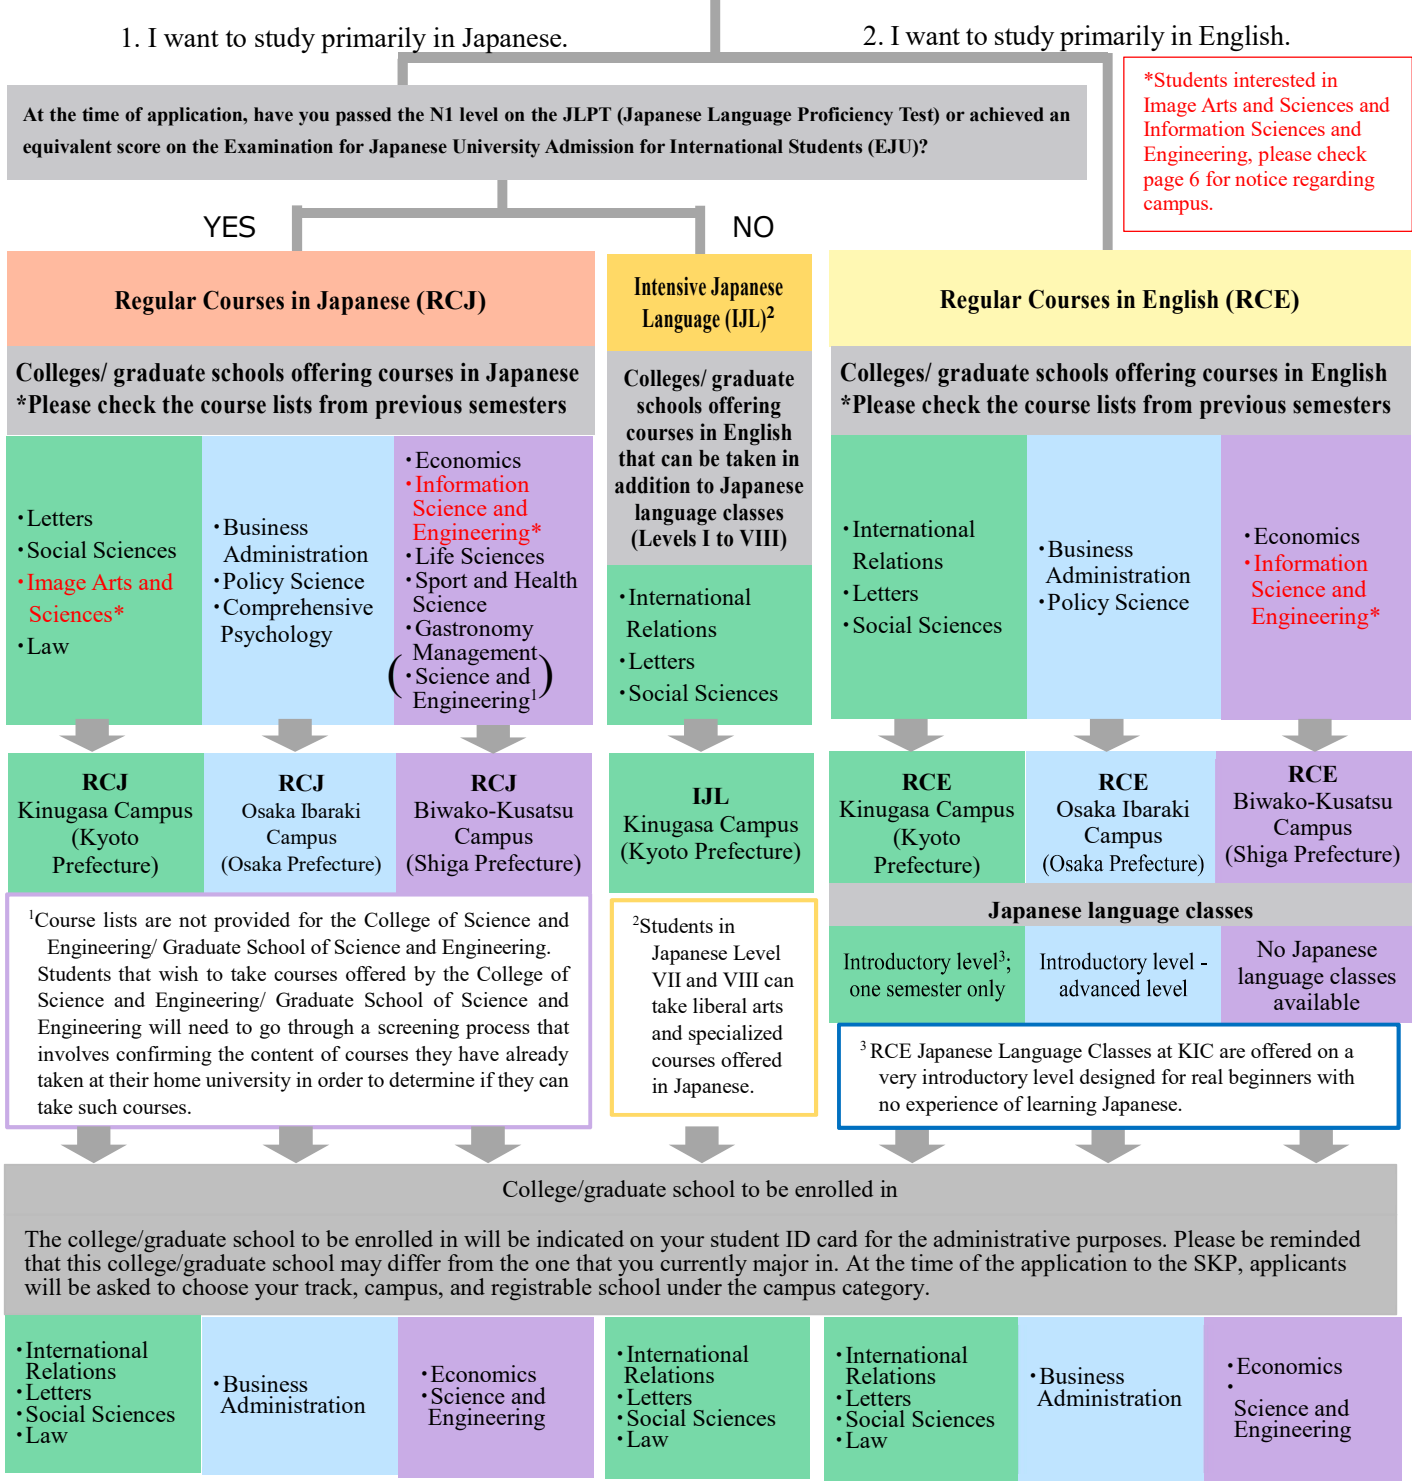 1. I want to study primarily in Japanese.
2. I want to study primarily in English.
*Students interested in
Image Arts and Sciences and
Information Sciences and
Engineering, please check
page 6 for notice regarding
campus.
At the time of application, have you passed the N1 level on the JLPT (Japanese Language Proficiency Test) or achieved an
equivalent score on the Examination for Japanese University Admission for International Students (EJU)?
YES
NO
Regular Courses in Japanese (RCJ)
Colleges/ graduate schools offering courses in Japanese
*Please check the course lists from previous semesters
・Letters
・Social Sciences
・Image Arts and
Sciences*
・Law
・Business
Administration
・Policy Science
・Comprehensive
Psychology
・Economics
・Information
Science and
Engineering*
・Life Sciences
・Sport and Health
Science
・Gastronomy
Management
(・Science and
Engineering¹)
RCJ
Kinugasa Campus
(Kyoto
Prefecture)
RCJ
Osaka Ibaraki
Campus
(Osaka Prefecture)
RCJ
Biwako-Kusatsu
Campus
(Shiga Prefecture)
¹Course lists are not provided for the College of Science and
Engineering/ Graduate School of Science and Engineering.
Students that wish to take courses offered by the College of
Science and Engineering/ Graduate School of Science and
Engineering will need to go through a screening process that
involves confirming the content of courses they have already
taken at their home university in order to determine if they can
take such courses.
Intensive Japanese
Language (IJL)²
Colleges/ graduate
schools offering
courses in English
that can be taken in
addition to Japanese
language classes
(Levels I to VIII)
・International
Relations
・Letters
・Social Sciences
IJL
Kinugasa Campus
(Kyoto Prefecture)
²Students in
Japanese Level
VII and VIII can
take liberal arts
and specialized
courses offered
in Japanese.
Regular Courses in English (RCE)
Colleges/ graduate schools offering courses in English
*Please check the course lists from previous semesters
・International
Relations
・Letters
・Social Sciences
・Business
Administration
・Policy Science
・Economics
・Information
Science and
Engineering*
RCE
Kinugasa Campus
(Kyoto
Prefecture)
RCE
Osaka Ibaraki
Campus
(Osaka Prefecture)
RCE
Biwako-Kusatsu
Campus
(Shiga Prefecture)
Japanese language classes
Introductory level³;
one semester only
Introductory level -
advanced level
No Japanese
language classes
available
³ RCE Japanese Language Classes at KIC are offered on a
very introductory level designed for real beginners with
no experience of learning Japanese.
College/graduate school to be enrolled in
The college/graduate school to be enrolled in will be indicated on your student ID card for the administrative purposes. Please be reminded
that this college/graduate school may differ from the one that you currently major in. At the time of the application to the SKP, applicants
will be asked to choose your track, campus, and registrable school under the campus category.
・International
Relations
・Letters
・Social Sciences
・Law
・Business
Administration
・Economics
・Science and
Engineering
・International
Relations
・Letters
・Social Sciences
・Law
・International
Relations
・Letters
・Social Sciences
・Law
・Business
Administration
・Economics
・
Science and
Engineering